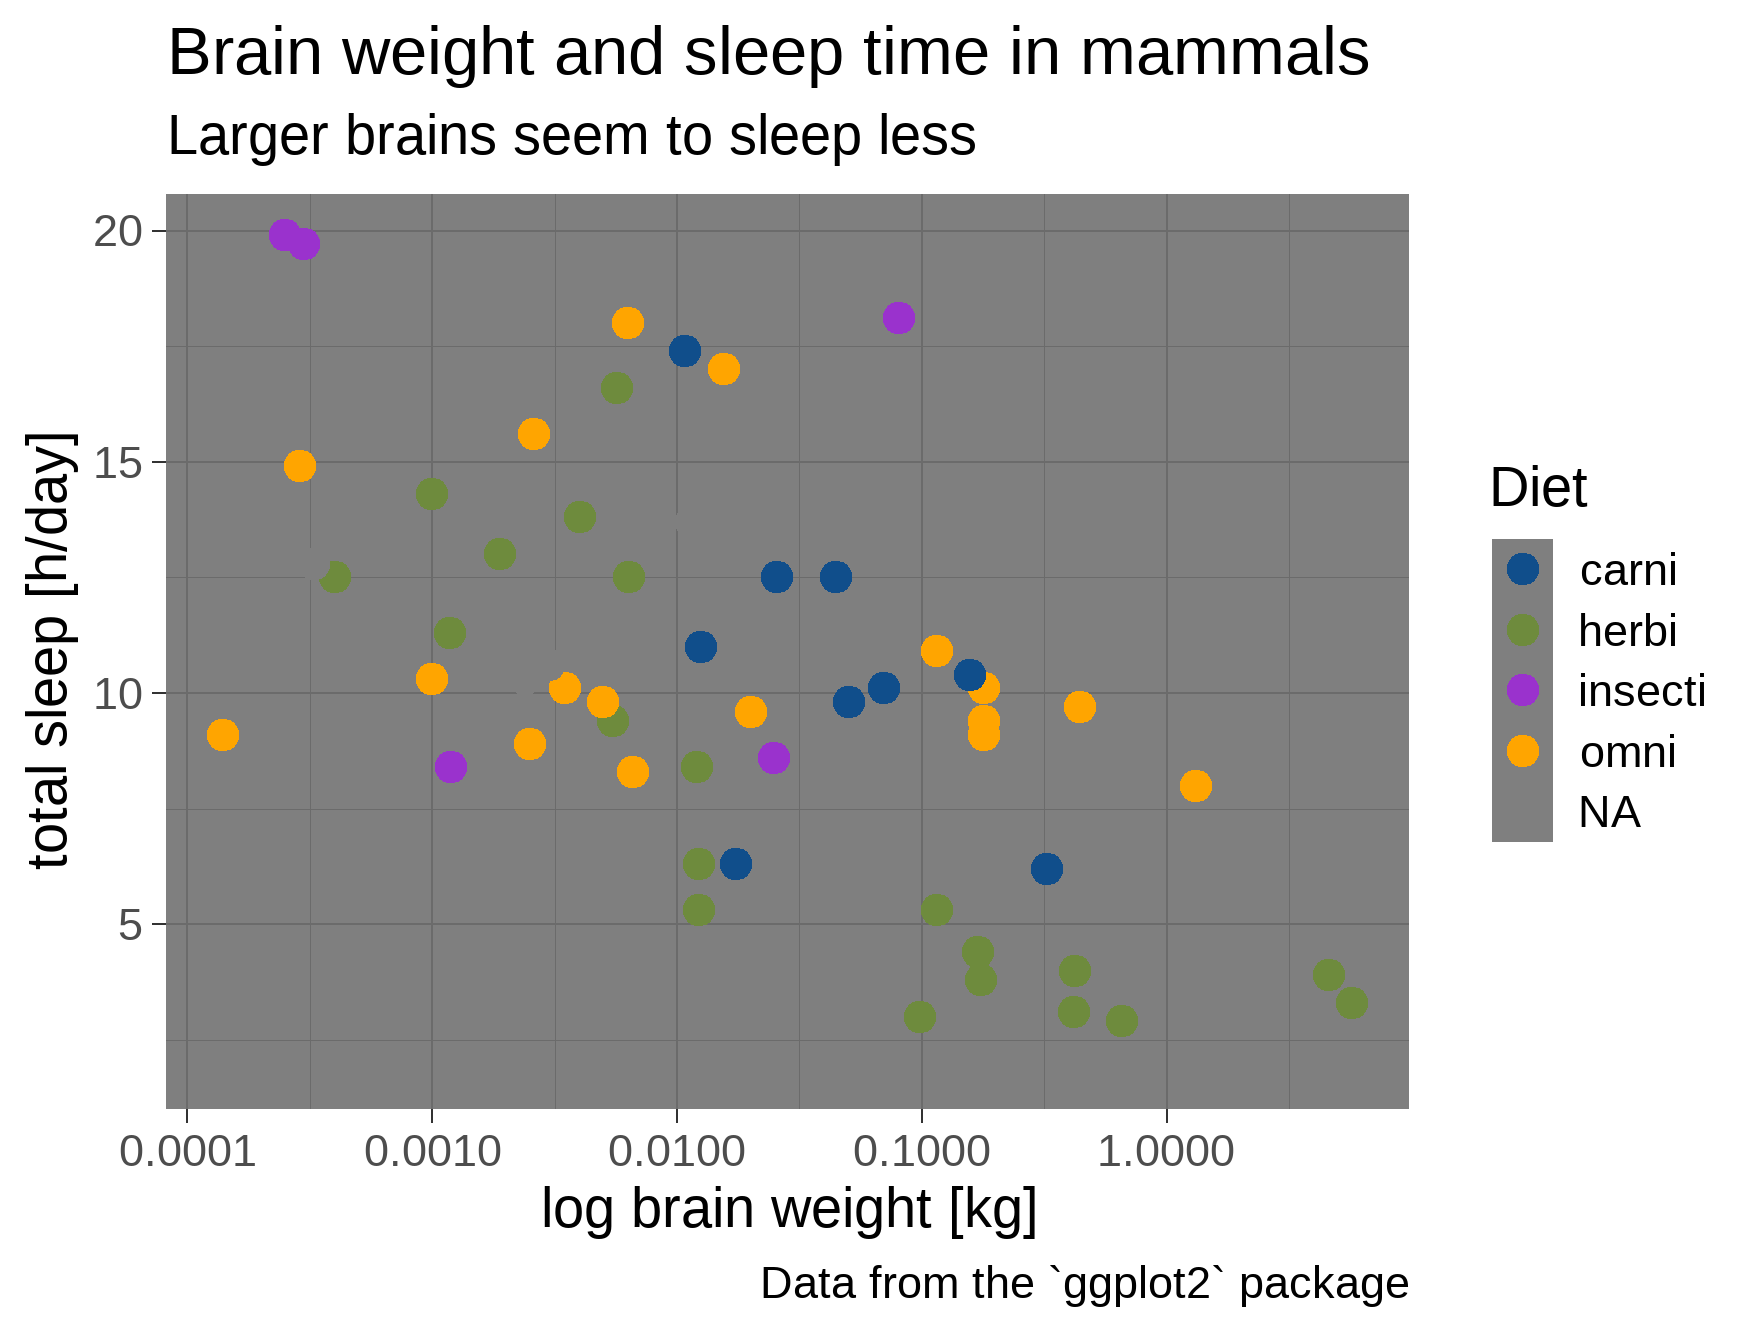 Brain weight and sleep time in mammals
Larger brains seem to sleep less
20
15
10
5
total sleep [h/day]
0.0001 0.0010 0.0100 0.1000 1.0000
log brain weight [kg]
Diet
carni
herbi
insecti
omni
NA
Data from the `ggplot2` package